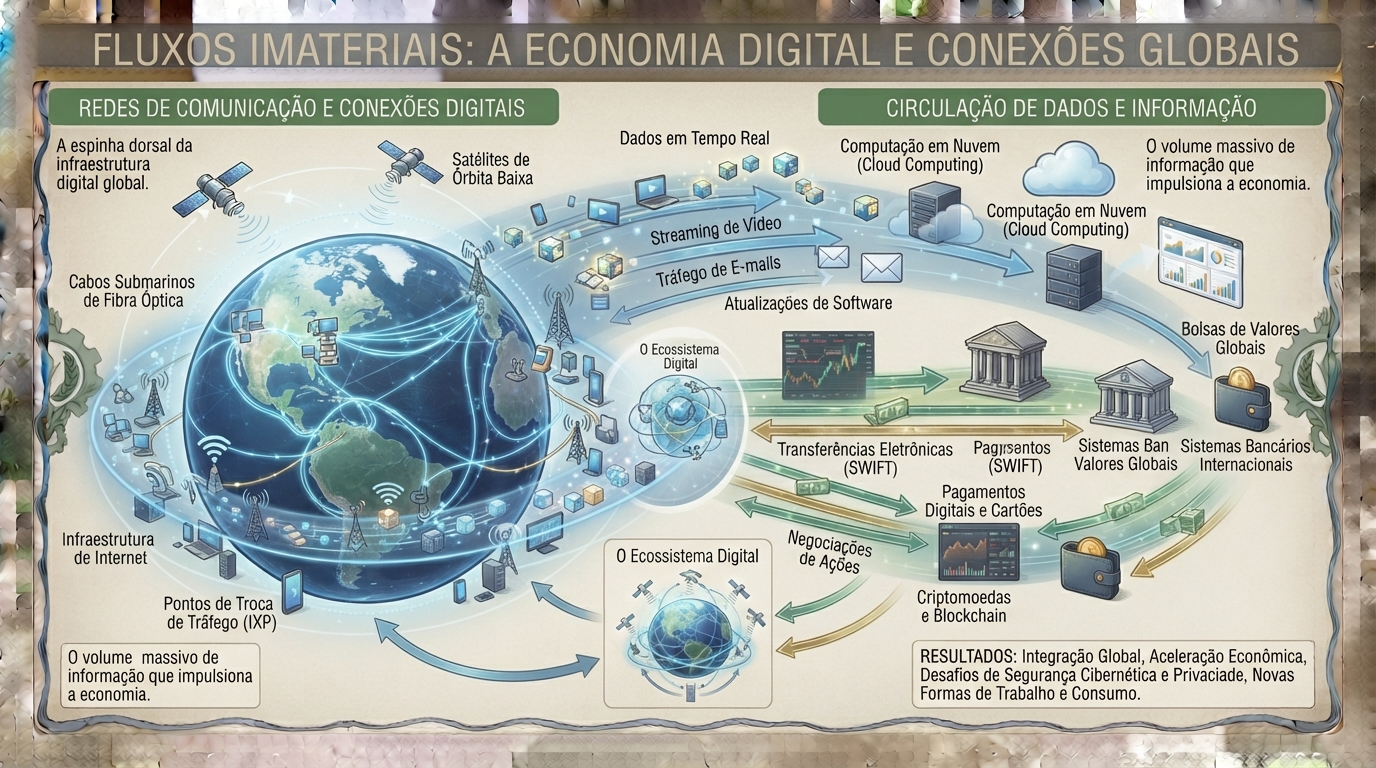 FLUXOS IMATERIAIS: A ECONOMIA DIGITAL E CONEXÕES GLOBAIS
REDES DE COMUNICAÇÃO E CONEXÕES DIGITAIS
A espinha dorsal da
infraestrutura
digital global.
Satélites de
Órbita Baixa
Cabos Submarinos
de Fibra Óptica
Infraestrutura
de Internet
Pontos de Troca
de Tráfego (IXP)
O volume massivo de
informação que impulsiona
a economia.
Dados em Tempo Real
Streaming de Vídeo
Tráfego de E-mails
Atualizações de Software
O Ecossistema
Digital
O Ecossistema Digital
CIRCULAÇÃO DE DADOS E INFORMAÇÃO
Computação em Nuvem
(Cloud Computing)
O volume massivo de
informação que
impulsiona a economia.
Computação em Nuvem
(Cloud Computing)
Bolsas de Valores
Globais
Transferências Eletrônicas
(SWIFT)
(SWIFT)
Sistemas Ban
Valores Globais
Sistemas Bancários
Internacionais
Pagamentos
Digitais e Cartões
Negociações
de Ações
Criptomoedas
e Blockchain
RESULTADOS: Integração Global, Aceleração Econômica,
Desafios de Segurança Cibernética e Privaciade, Novas
Formas de Trabalho e Consumo.